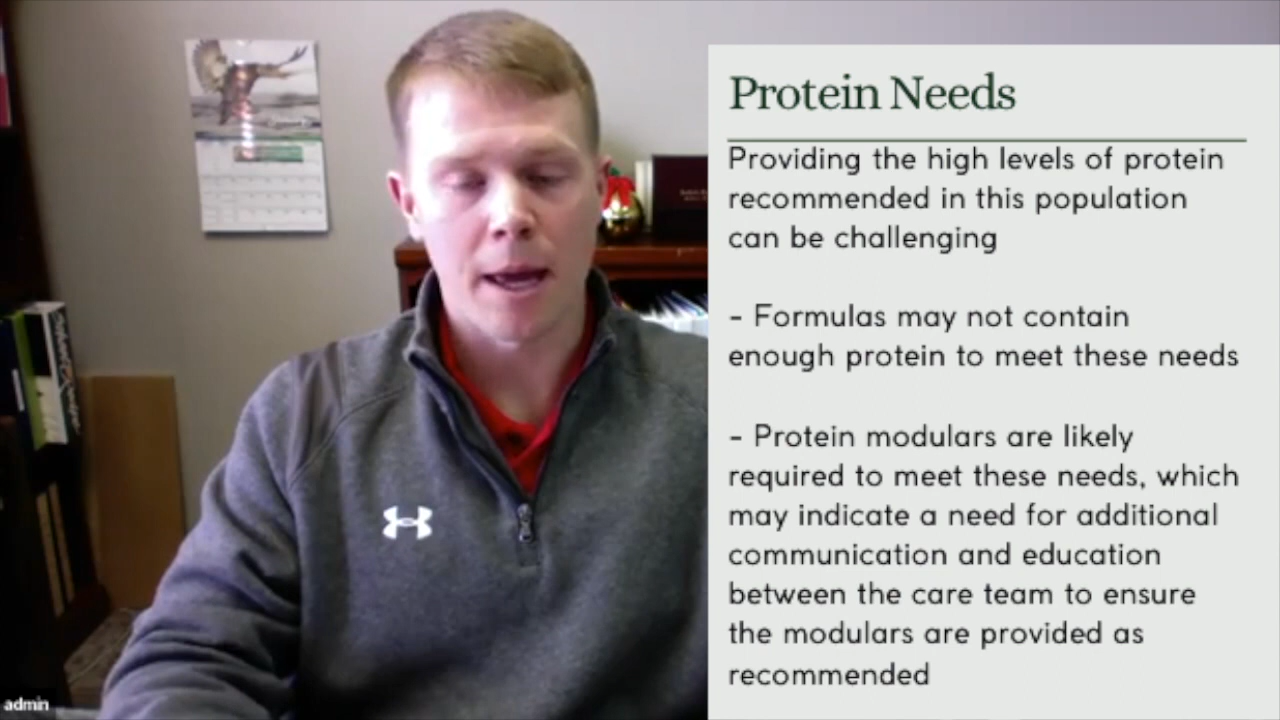 Protein Needs
Providing the high levels of protein
recommended in this population
can be challenging
- Formulas may not contain
enough protein to meet these needs
- Protein modulars are likely
required to meet these needs, which
may indicate a need for additional
communication and education
between the care team to ensure
the modulars are provided as
recommended
admin